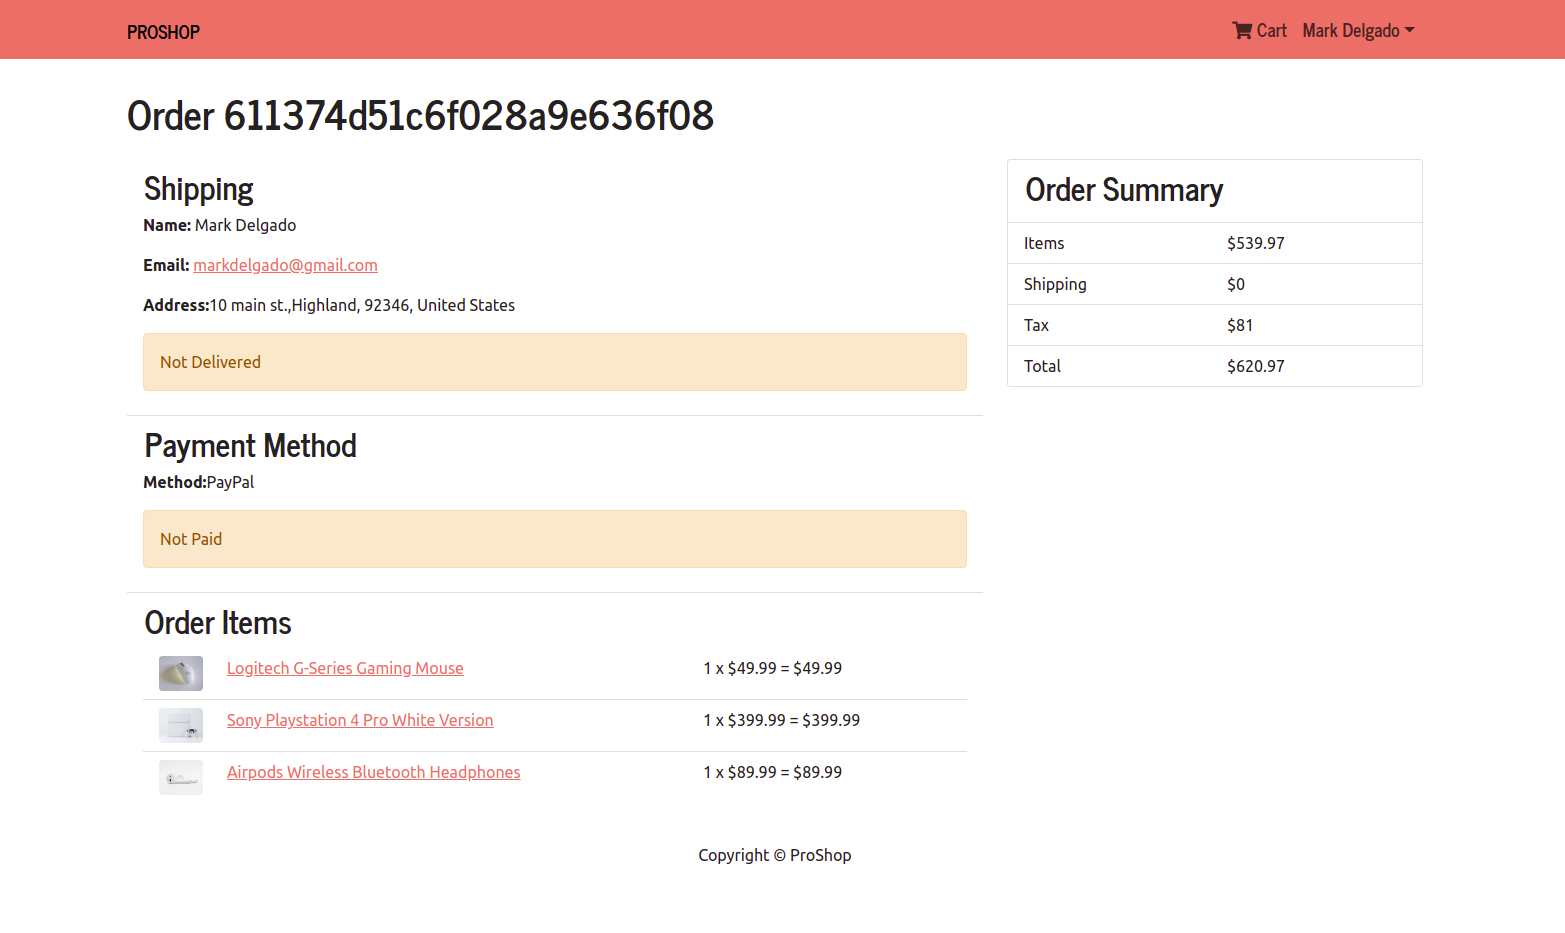 PROSHOP
Cart Mark Delgado
Order 611374d51c6f028a9e636f08
Shipping
Name: Mark Delgado
Email: markdelgado@gmail.com
Address:10 main st.,Highland, 92346, United States
Not Delivered
Payment Method
Method:PayPal
Not Paid
Order Items
Logitech G-Series Gaming Mouse 1 x $49.99 = $49.99
Sony Playstation 4 Pro White Version 1 x $399.99 = $399.99
Airpods Wireless Bluetooth Headphones 1 x $89.99 = $89.99
Order Summary
Items $539.97
Shipping $0
Tax $81
Total $620.97
Copyright © ProShop